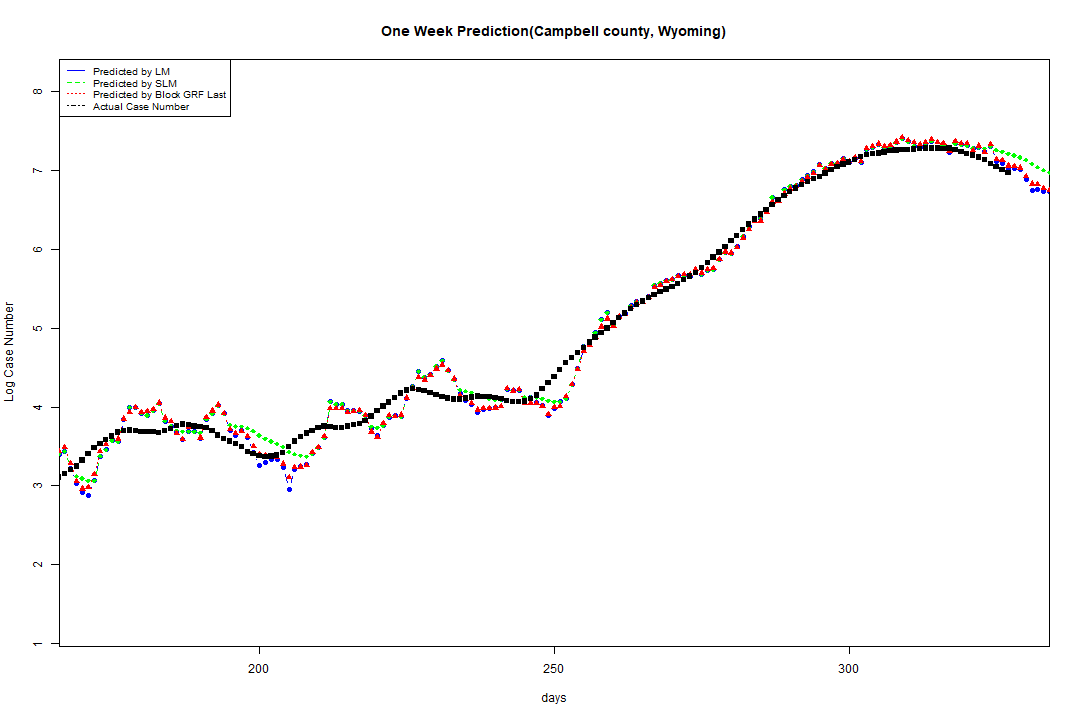 One Week Prediction(Campbell county, Wyoming)
Predicted by LM
Predicted by SLM
Predicted by Block GRF Last
Actual Case Number
8
7
6
5
4
3
2
1
Log Case Number
200
250
300
days